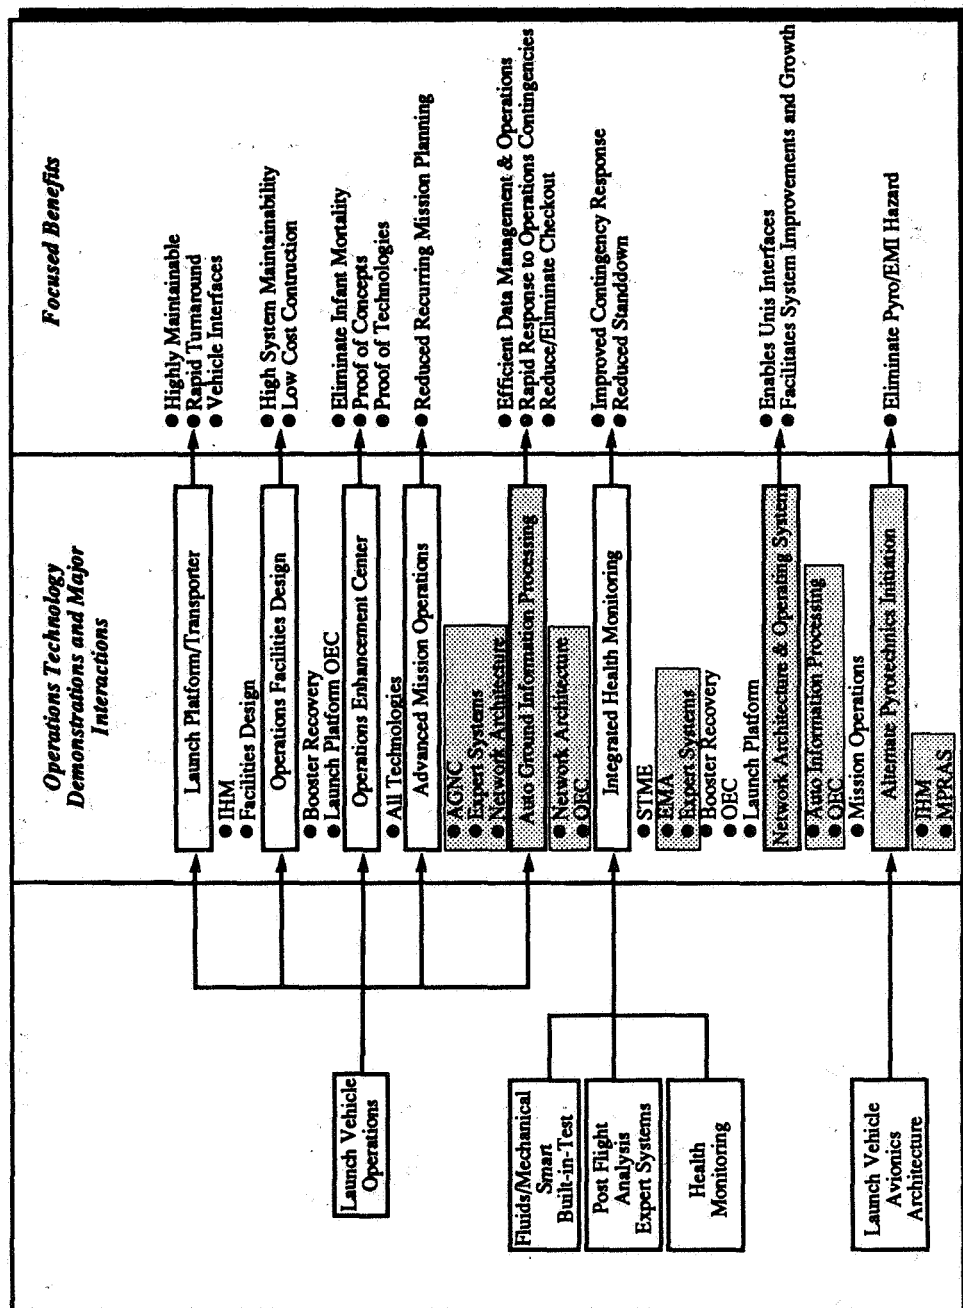 Operations Technology
Demonstrations and Major
Interactions
Focused Benefits
Launch Vehicle
Operations
Fluids/Mechanical
Smart
Built-in-Test
Post Flight
Analysis
Expert Systems
Health
Monitoring
Launch Vehicle
Avionics
Architecture
Launch Platform/Transporter
● IHM
● Facilities Design
Operations Facilities Design
● Booster Recovery
● Launch Platform OEC
Operations Enhancement Center
● All Technologies
Advanced Mission Operations
● AGNC
● Expert Systems
● Network Architecture
Auto Ground Information Processing
● Network Architecture
● OEC
Integrated Health Monitoring
● STME
● EMA
● Expert Systems
● Booster Recovery
● OEC
● Launch Platform
Network Architecture & Operating System
● Auto Information Processing
● OEC
● Mission Operations
Alternate Pyrotechnica Initiation
● IHM
● MPRAS
● Highly Maintainable
● Rapid Turnaround
● Vehicle Interfaces
● High System Maintainability
● Low Cost Contruction
● Eliminate Infant Mortality
● Proof of Concepts
● Proof of Technologies
● Reduced Recurring Mission Planning
● Efficient Data Management & Operations
● Rapid Response to Operations Contingencies
● Reduce/Eliminate Checkout
● Improved Contingency Response
● Reduced Standown
● Enables Unis Interfaces
● Facilitates System Improvements and Growth
● Eliminate Pyro/EMI Hazard